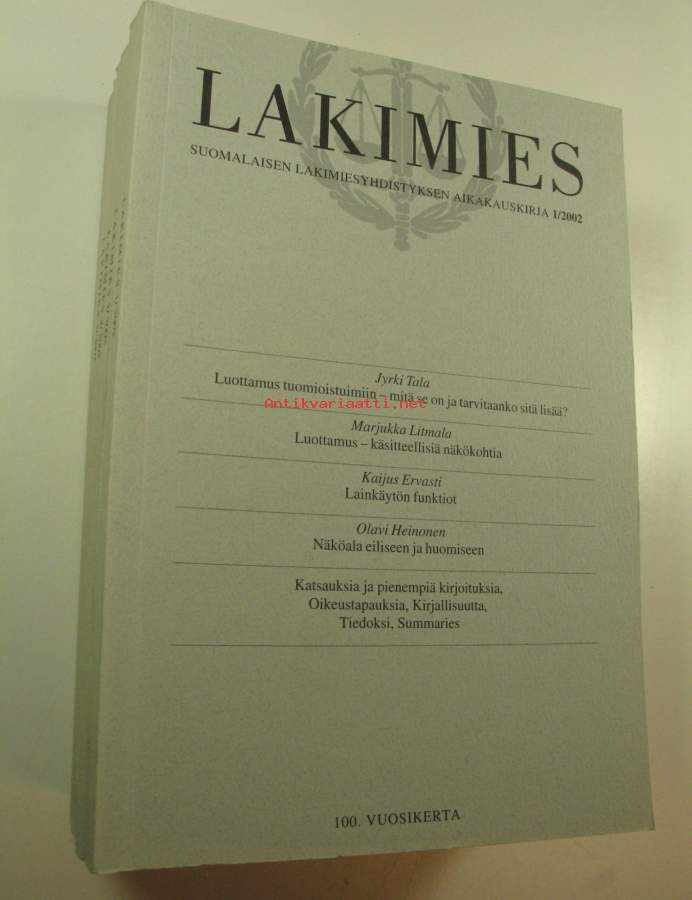 LAKIMIES
SUOMALAISEN LAKIMIESYHDISTYKSEN AIKAKAUSKIRJA 1/2002
Jyrki Tala
Luottamus tuomioistuimiin – mitä se on ja tarvitaanko sitä lisää?
Antikvariaatti.net
Marjukka Litmala
Luottamus – käsitteellisiä näkökohtia
Kaijus Ervasti
Lainkäytön funktiot
Olavi Heinonen
Näköala eiliseen ja huomiseen
Katsauksia ja pienempiä kirjoituksia.
Oikeustapauksia, Kirjallisuutta,
Tiedoksi, Summaries
100. VUOSIKERTA